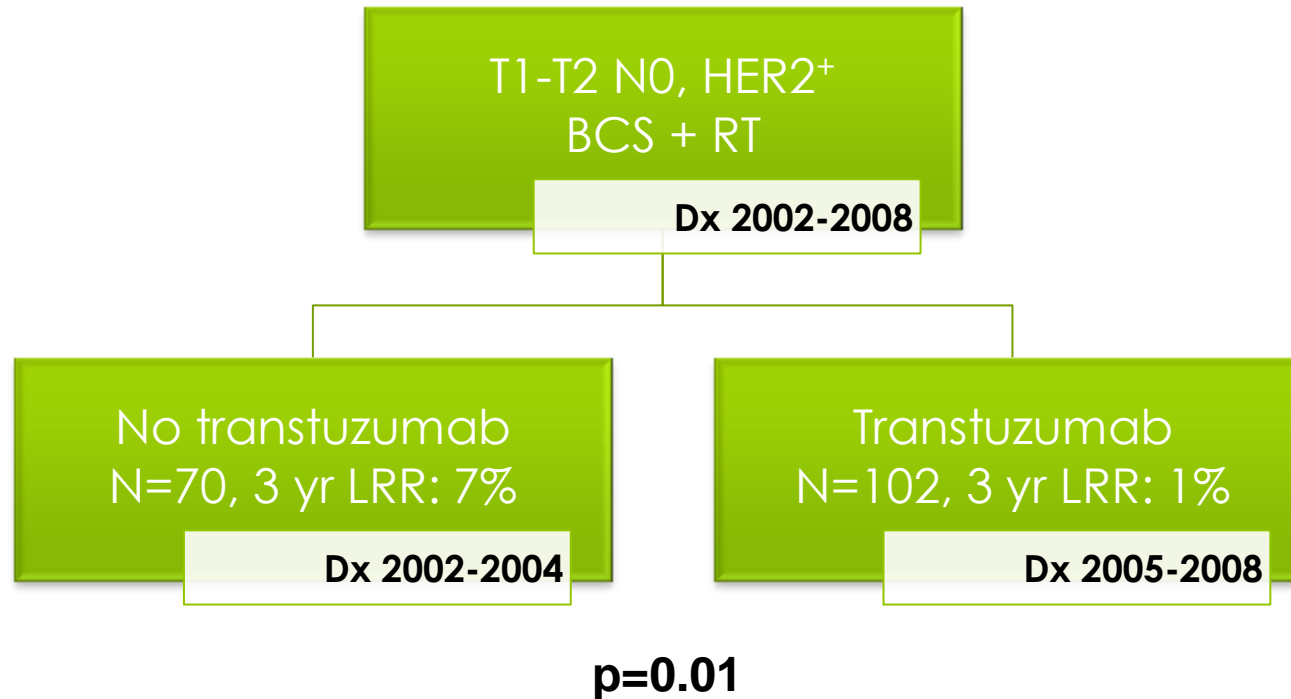 T1-T2 N0, HER2⁺
BCS + RT
Dx 2002-2008
No transtuzumab
N=70, 3 yr LRR: 7%
Dx 2002-2004
Transtuzumab
N=102, 3 yr LRR: 1%
Dx 2005-2008
p=0.01